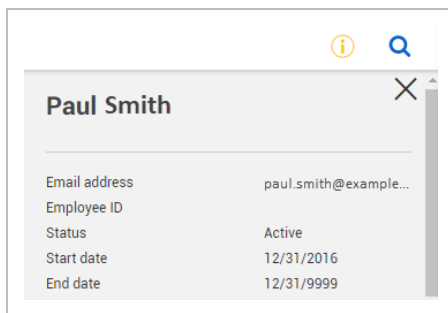 Paul Smith
Email address paul.smith@example...
Employee ID
Status Active
Start date 12/31/2016
End date 12/31/9999